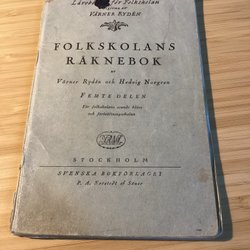 för Folkskolan
VÄRNER RYDÉN
FOLKSKOLANS
RÄKNEBOK
AV
Värner Rydén och Hedvig Norgren
FEMTE DELEN
För folkskolans sjunde klass
och fortsättningsskolan
STOCKHOLM
SVENSKA BOKFÖRLAGET
P. A. Norstedt & Söner